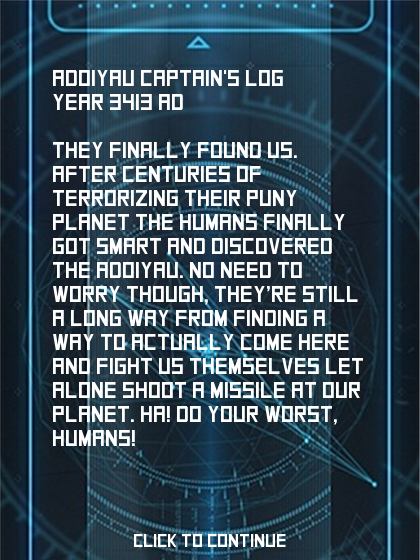 ADDIYAU CAPTAIN'S LOG
YEAR 3413 AD
THEY FINALLY FOUND US.
AFTER CENTURIES OF
TERRORIZING THEIR PUNY
PLANET THE HUMANS FINALLY
GOT SMART AND DISCOVERED
THE ADDIYAU. NO NEED TO
WORRY THOUGH, THEY'RE STILL
A LONG WAY FROM FINDING A
WAY TO ACTUALLY COME HERE
AND FIGHT US THEMSELVES LET
ALONE SHOOT A MISSILE AT OUR
PLANET. HA! DO YOUR WORST,
HUMANS!
CLICK TO CONTINUE